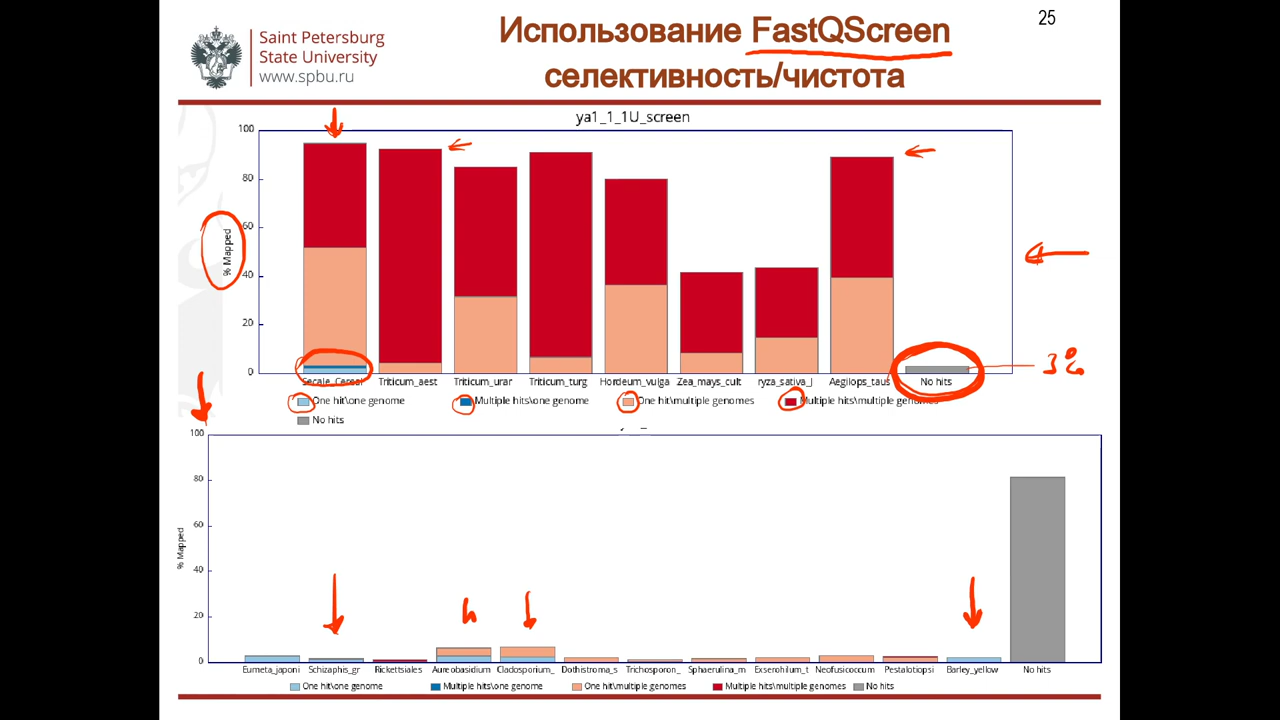 25
Saint Petersburg
State University
www.spbu.ru
Использование FastQScreen
селективность/чистота
ya1_1_1U_screen
100
80
60
40
20
0
% Mapped
Secale_Cereal Triticum_aest Triticum_urar Triticum_turg Hordeum_vulga Zea_mays_cult ryza_sativa_J Aegilops_taus No hits
3%
One hit\one genome Multiple hits\one genome One hit\multiple genomes Multiple hits\multiple genomes
No hits
100
80
60
40
20
0
% Mapped
Eumeta_japoni Schizaphis_gr Rickettsiales Aureobasidium Cladosporium_ Dothistroma_s Trichosporon_ Sphaerulina_m Exserohilum_t Neofusicoccum Pestalotiopsi Barley_yellow No hits
One hit\one genome Multiple hits\one genome One hit\multiple genomes Multiple hits\multiple genomes No hits